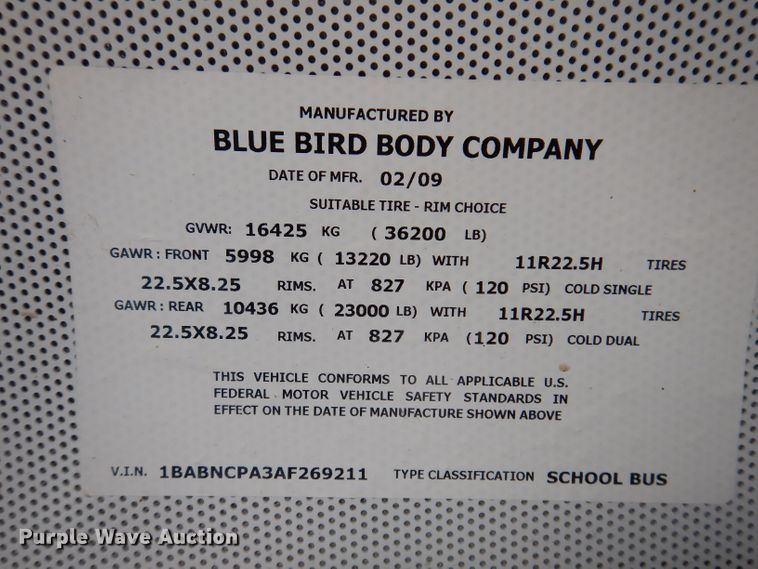 MANUFACTURED BY
BLUE BIRD BODY COMPANY
DATE OF MFR. 02/09
SUITABLE TIRE - RIM CHOICE
GVWR: 16425 KG ( 36200 LB)
GAWR: FRONT 5998 KG ( 13220 LB) WITH 11R22.5H TIRES
22.5X8.25 RIMS. AT 827 KPA ( 120 PSI) COLD SINGLE
GAWR : REAR 10436 KG ( 23000 LB) WITH 11R22.5H TIRES
22.5X8.25 RIMS. AT 827 KPA (120 PSI) COLD DUAL
THIS VEHICLE CONFORMS TO ALL APPLICABLE U.S.
FEDERAL MOTOR VEHICLE SAFETY STANDARDS IN
EFFECT ON THE DATE OF MANUFACTURE SHOWN ABOVE
V.I.N. 1BABNCPA3AF269211 TYPE CLASSIFICATION SCHOOL BUS
Purple Wave Auction